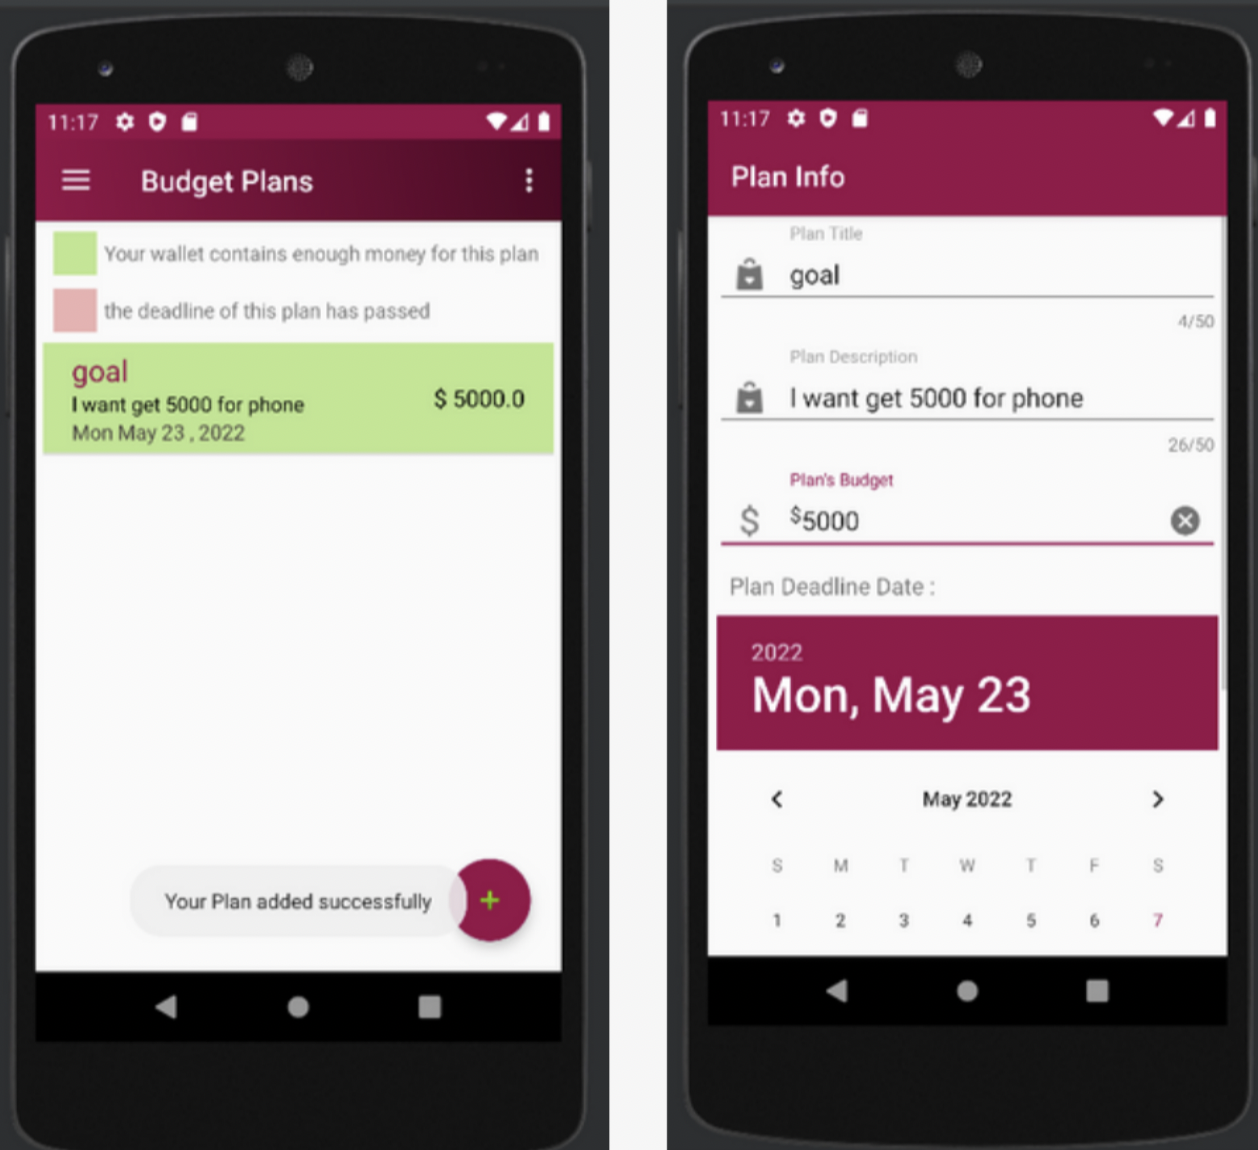 11:17
Budget Plans
Your wallet contains enough money for this plan
the deadline of this plan has passed
goal
I want get 5000 for phone
$ 5000.0
Mon May 23 , 2022
Your Plan added successfully
+
11:17
Plan Info
Plan Title
goal
4/50
Plan Description
I want get 5000 for phone
26/50
Plan's Budget
$ $5000
Plan Deadline Date :
2022
Mon, May 23
May 2022
S M T W T F S
1 2 3 4 5 6 7